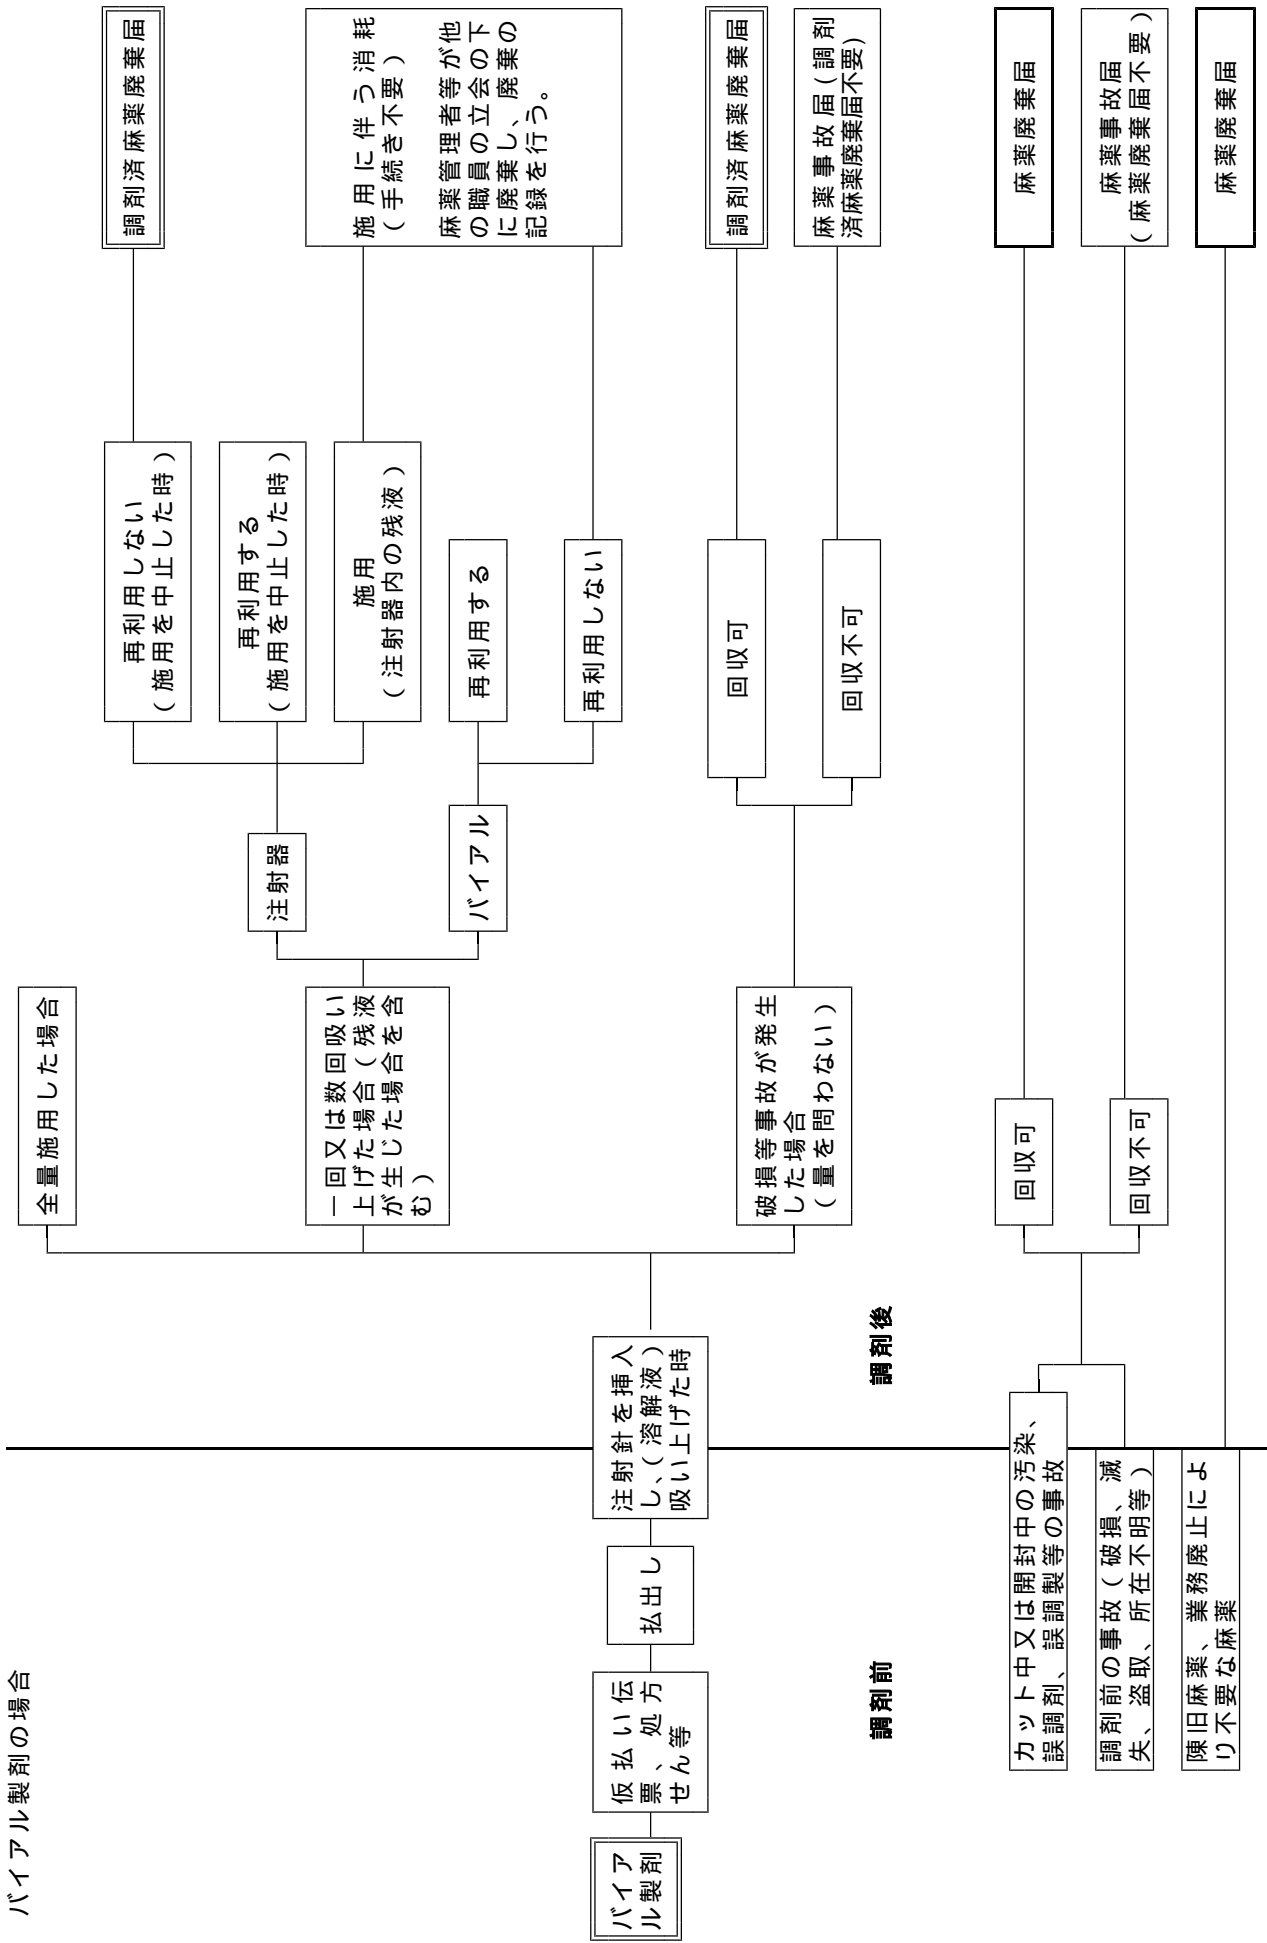 バイアル製剤の場合
バイア
ル製剤
仮払い伝
票、処方
せん等
払出し
注射針を挿入
し、（溶解液）
吸い上げた時
全量施用した場合
一回又は数回吸い
上げた場合（残液
が生じた場合を含
む）
注射器
再利用しない
（施用を中止した時）
調剤済麻薬廃棄届
再利用する
（施用を中止した時）
施用
（注射器内の残液）
施用に伴う消耗
（手続き不要）
麻薬管理者等が他
の職員の立会の下
に廃棄し、廃棄の
記録を行う。
バイアル
再利用する
再利用しない
破損等事故が発生
した場合
（量を問わない）
回収可
調剤済麻薬廃棄届
回収不可
麻薬事故届（調剤
済麻薬廃棄届不要）
調剤前
調剤後
カット中又は開封中の汚染、
誤調剤、誤調製等の事故
調剤前の事故（破損、滅
失、盗取、所在不明等）
回収可
麻薬廃棄届
回収不可
麻薬事故届
（麻薬廃棄届不要）
陳旧麻薬、業務廃止によ
り不要な麻薬
麻薬廃棄届